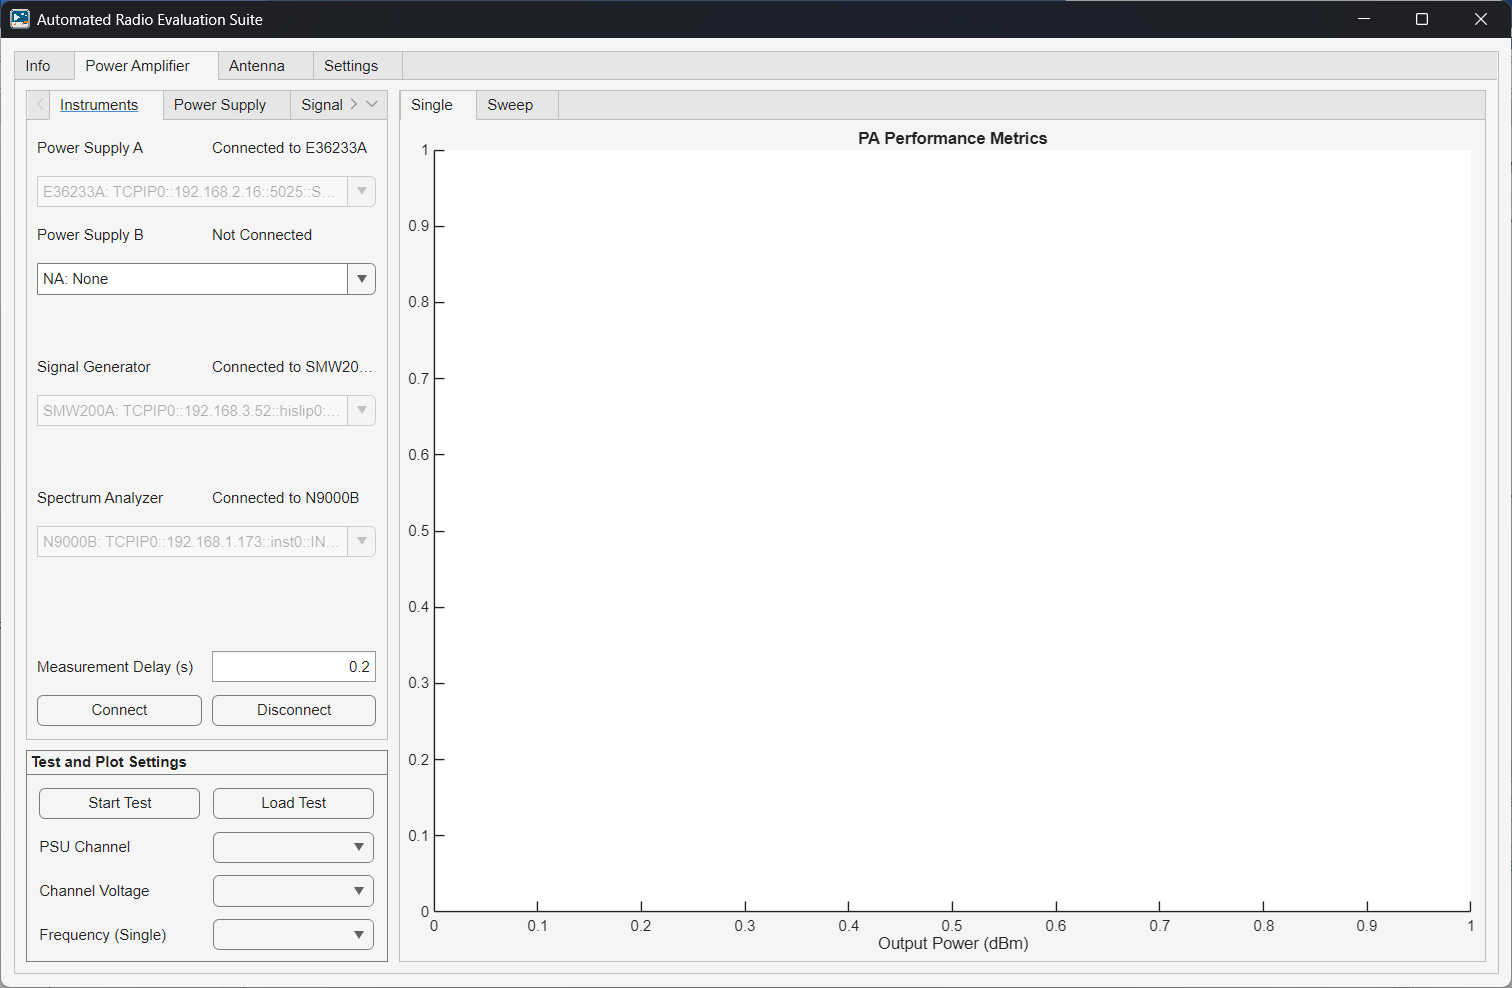 Automated Radio Evaluation Suite
Info Power Amplifier Antenna Settings
Instruments Power Supply Signal
Power Supply A Connected to E36233A
E36233A: TCPIP0::192.168.2.16::5025::S...
Power Supply B Not Connected
NA: None
Signal Generator Connected to SMW20...
SMW200A: TCPIP0::192.168.3.52::hislip0:...
Spectrum Analyzer Connected to N9000B
N9000B: TCPIP0::192.168.1.173::inst0::IN...
Measurement Delay (s) 0.2
Connect Disconnect
Test and Plot Settings
Start Test Load Test
PSU Channel
Channel Voltage
Frequency (Single)
Single Sweep
PA Performance Metrics
1
0.9
0.8
0.7
0.6
0.5
0.4
0.3
0.2
0.1
0
0 0.1 0.2 0.3 0.4 0.5 0.6 0.7 0.8 0.9 1
Output Power (dBm)